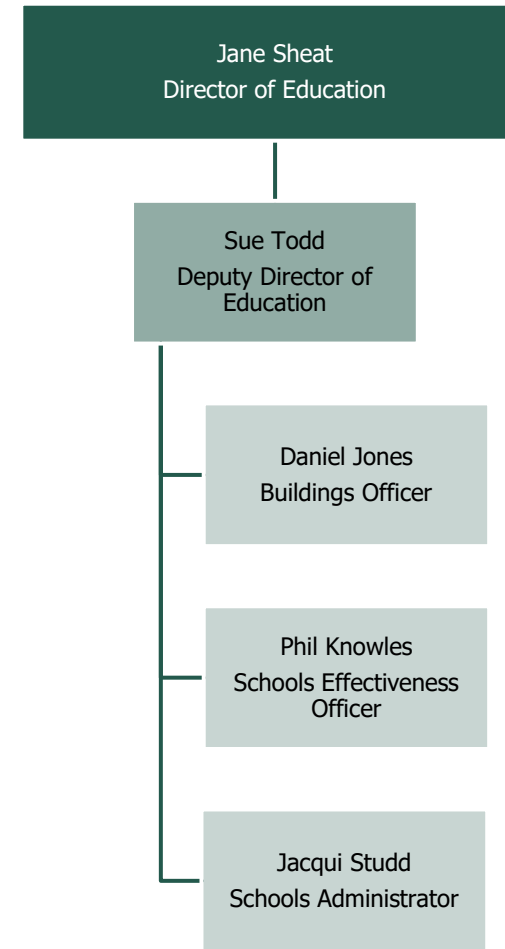 Jane Sheat
Director of Education
Sue Todd
Deputy Director of
Education
Daniel Jones
Buildings Officer
Phil Knowles
Schools Effectiveness
Officer
Jacqui Studd
Schools Administrator